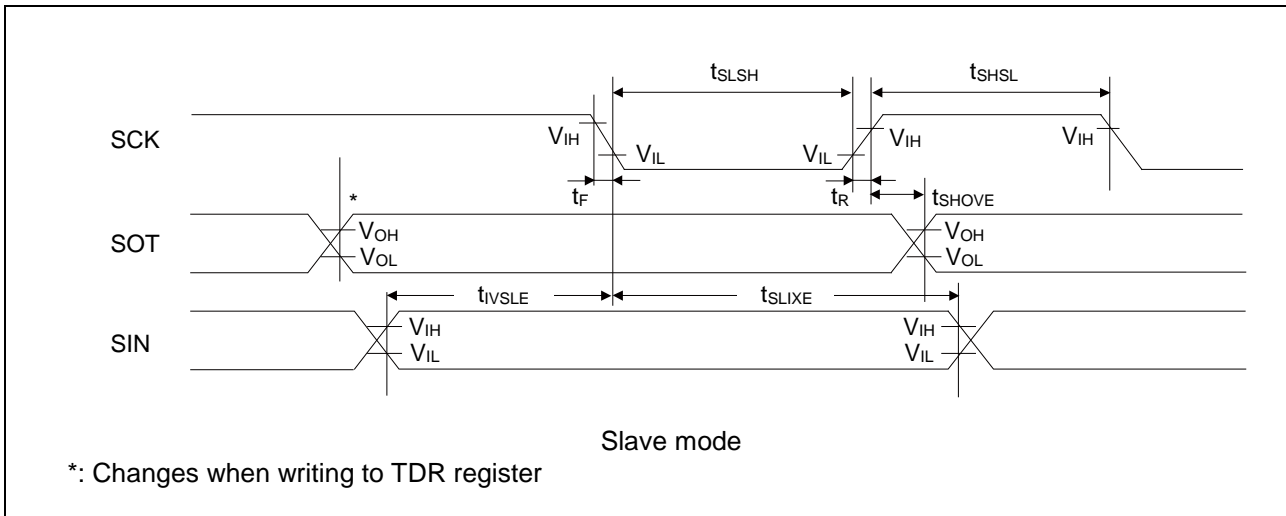 tSLSH tSHSL
SCK VIH VIL VIL VIH VIH
tF tR tSHOVE
*
SOT VOH VOH
VOL VOL
tIVSLE tSLIXE
SIN VIH VIH
VIL VIL
Slave mode
*: Changes when writing to TDR register